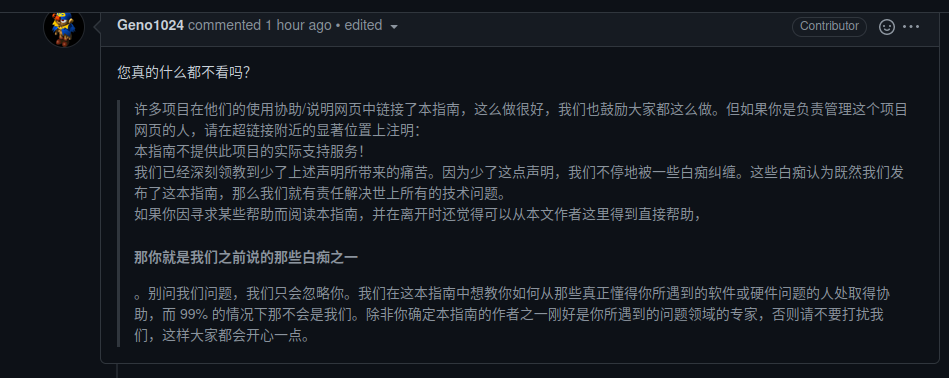 Geno1024 commented 1 hour ago • edited
Contributor
您真的什么都不看吗？
许多项目在他们的使用协助/说明网页中链接了本指南，这么做很好，我们也鼓励大家都这么做。但如果你是负责管理这个项目
网页的人，请在超链接附近的显著位置上注明：
本指南不提供此项目的实际支持服务！
我们已经深刻领教到少了上述声明所带来的痛苦。因为少了这点声明，我们不停地被一些白痴纠缠。这些白痴认为既然我们发
布了这本指南，那么我们就有责任解决世上所有的技术问题。
如果你因寻求某些帮助而阅读本指南，并在离开时还觉得可以从本文作者这里得到直接帮助，
那你就是我们之前说的那些白痴之一
。别问我们问题，我们只会忽略你。我们在这本指南中想教你如何从那些真正懂得你所遇到的软件或硬件问题的人处取得协
助，而 99% 的情况下那不会是我们。除非你确定本指南的作者之一刚好是你所遇到的问题领域的专家，否则请不要打扰我
们，这样大家都会开心一点。